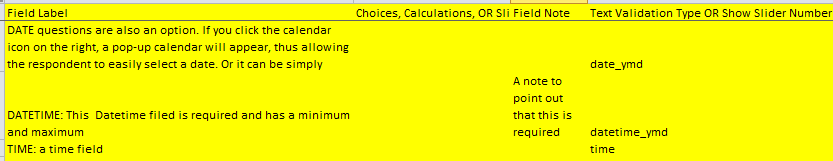 Field Label Choices, Calculations, OR Sli Field Note Text Validation Type OR Show Slider Number
DATE questions are also an option. If you click the calendar
icon on the right, a pop-up calendar will appear, thus allowing
the respondent to easily select a date. Or it can be simply date_ymd
A note to
point out
DATETIME: This  Datetime filed is required and has a minimum that this is
and maximum required datetime_ymd
TIME: a time field time